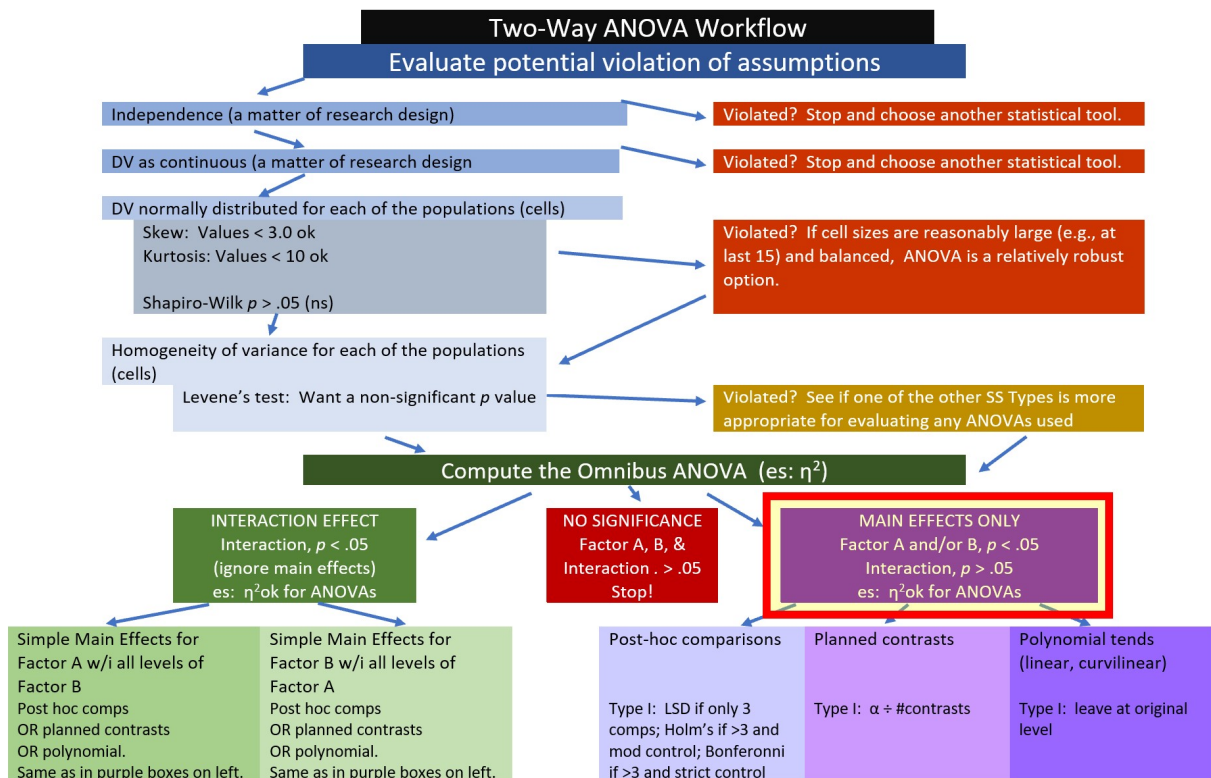 Two-Way ANOVA Workflow
Evaluate potential violation of assumptions
Independence (a matter of research design)
Violated? Stop and choose another statistical tool.
DV as continuous (a matter of research design
Violated? Stop and choose another statistical tool.
DV normally distributed for each of the populations (cells)
Skew: Values < 3.0 ok
Kurtosis: Values < 10 ok
Shapiro-Wilk p > .05 (ns)
Violated? If cell sizes are reasonably large (e.g., at
last 15) and balanced, ANOVA is a relatively robust
option.
Homogeneity of variance for each of the populations
(cells)
Levene's test: Want a non-significant p value
Violated? See if one of the other SS Types is more
appropriate for evaluating any ANOVAs used
Compute the Omnibus ANOVA (es: η²)
INTERACTION EFFECT
Interaction, p < .05
(ignore main effects)
es: η²ok for ANOVAs
NO SIGNIFICANCE
Factor A, B, &
Interaction . > .05
Stop!
MAIN EFFECTS ONLY
Factor A and/or B, p < .05
Interaction, p > .05
es: η²ok for ANOVAs
Simple Main Effects for
Factor A w/i all levels of
Factor B
Post hoc comps
OR planned contrasts
OR polynomial.
Same as in purple boxes on left.
Simple Main Effects for
Factor B w/i all levels of
Factor A
Post hoc comps
OR planned contrasts
OR polynomial.
Same as in purple boxes on left.
Post-hoc comparisons
Type I: LSD if only 3
comps; Holm's if >3 and
mod control; Bonferonni
if >3 and strict control
Planned contrasts
Type I: α ÷ #contrasts
Polynomial tends
(linear, curvilinear)
Type I: leave at original
level